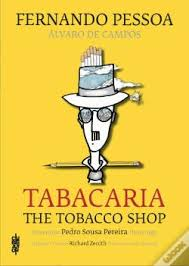 FERNANDO PESSOA
ÁLVARO DE CAMPOS
TABACARIA
THE TOBACCO SHOP
Pedro Sousa Pereira
Richard Zenith